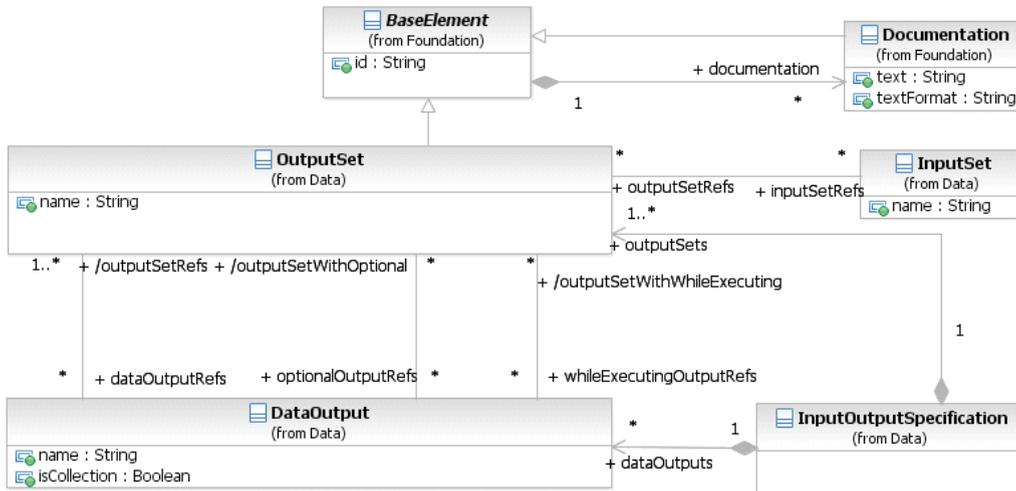 BaseElement
(from Foundation)
id : String
Documentation
(from Foundation)
text : String
textFormat : String
+ documentation
1
*
OutputSet
(from Data)
name : String
*
*
+ outputSetRefs
+ inputSetRefs
InputSet
(from Data)
name : String
1..*
+ outputSets
1..*
+ /outputSetRefs
+ /outputSetWithOptional
*
*
+ /outputSetWithWhileExecuting
1
*
+ dataOutputRefs
+ optionalOutputRefs
*
*
+ whileExecutingOutputRefs
DataOutput
(from Data)
name : String
isCollection : Boolean
*
1
+ dataOutputs
InputOutputSpecification
(from Data)